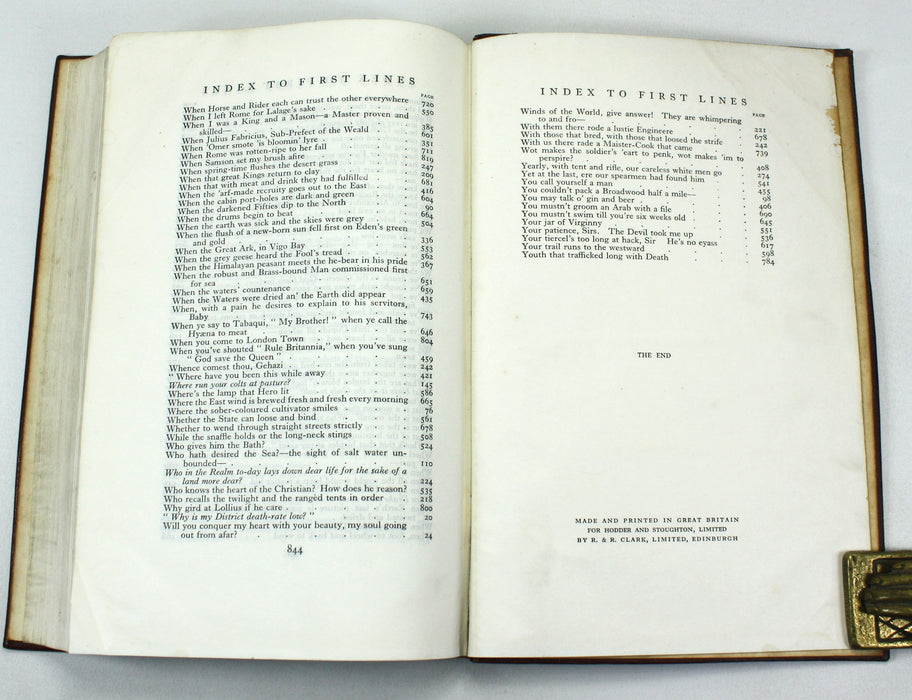 INDEX TO FIRST LINES
PAGE
When Horse and Rider each can trust the other everywhere 720
When I left Rome for Lalage's sake 550
When I was a King and a Mason—a Master proven and
skilled— 385
When Julius Fabricius, Sub-Prefect of the Weald 601
When 'Omer smote 'is bloomin' lyre 351
When Rome was rotten-ripe to her fall 711
When Samson set my brush afire 819
When spring-time flushes the desert grass 247
When that great Kings return to clay 209
When that with meat and drink they had fulfilled 681
When the 'arf-made recruity goes out to the East 416
When the cabin port-holes are dark and green 604
When the darkened Fifties dip to the North 90
When the drums begin to beat 664
When the earth was sick and the skies were grey 504
When the flush of a new-born sun fell first on Eden's green
and gold 336
When the Great Ark, in Vigo Bay 553
When the grey geese heard the Fool's tread 562
When the Himalayan peasant meets the he-bear in his pride 367
When the robust and Brass-bound Man commissioned first
for sea 651
When the waters' countenance 659
When the Waters were dried an' the Earth did appear 435
When, with a pain he desires to explain to his servitors,
Baby 743
When ye say to Tabaqui, "My Brother!" when ye call the
Hyæna to meat 646
When you come to London Town 804
When you've shouted "Rule Britannia," when you've sung
"God save the Queen" 459
Whence comest thou, Gehazi 242
"Where have you been this while away 421
Where run your colts at pasture? 145
Where's the lamp that Hero lit 586
Where the East wind is brewed fresh and fresh every morning 665
Where the sober-coloured cultivator smiles 76
Whether the State can loose and bind 561
Whether to wend through straight streets strictly 678
While the snaffle holds or the long-neck stings 508
Who gives him the Bath? 524
Who hath desired the Sea?—the sight of salt water un-
bounded— 110
Who in the Realm to-day lays down dear life for the sake of a
land more dear? 224
Who knows the heart of the Christian? How does he reason? 535
Who recalls the twilight and the rangèd tents in order 218
Why gird at Lollius if he care 800
"Why is my District death-rate low?" 20
Will you conquer my heart with your beauty, my soul going
out from afar? 24
844
INDEX TO FIRST LINES
PAGE
Winds of the World, give answer! They are whimpering
to and fro— 221
With them there rode a lustie Engineere 678
With those that bred, with those that loosed the strife 242
With us there rade a Maister-Cook that came 739
Wot makes the soldier's 'eart to penk, wot makes 'im to
perspire? 408
Yearly, with tent and rifle, our careless white men go 274
Yet at the last, ere our spearmen had found him 541
You call yourself a man 455
You couldn't pack a Broadwood half a mile— 98
You may talk o' gin and beer 406
You mustn't groom an Arab with a file 690
You mustn't swim till you're six weeks old 645
Your jar of Virginny 551
Your patience, Sirs. The Devil took me up 536
Your tiercel's too long at hack, Sir He's no eyass 617
Your trail runs to the westward 598
Youth that trafficked long with Death 784
THE END
MADE AND PRINTED IN GREAT BRITAIN
FOR HODDER AND STOUGHTON, LIMITED
BY R. & R. CLARK, LIMITED, EDINBURGH